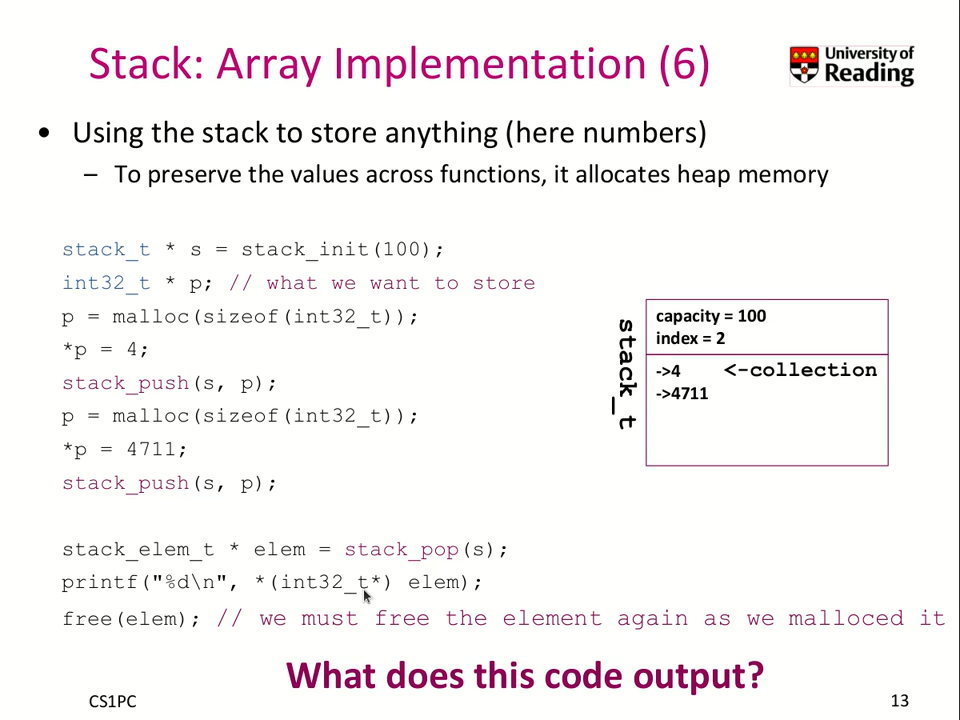 Stack: Array Implementation (6)
University of
Reading
• Using the stack to store anything (here numbers)
– To preserve the values across functions, it allocates heap memory
stack_t * s = stack_init(100);
int32_t * p; // what we want to store
p = malloc(sizeof(int32_t));
*p = 4;
stack_push(s, p);
p = malloc(sizeof(int32_t));
*p = 4711;
stack_push(s, p);
stack_t
capacity = 100
index = 2
->4 <-collection
->4711
stack_elem_t * elem = stack_pop(s);
printf("%d\n", *(int32_t*) elem);
free(elem); // we must free the element again as we malloced it
What does this code output?
CS1PC
13